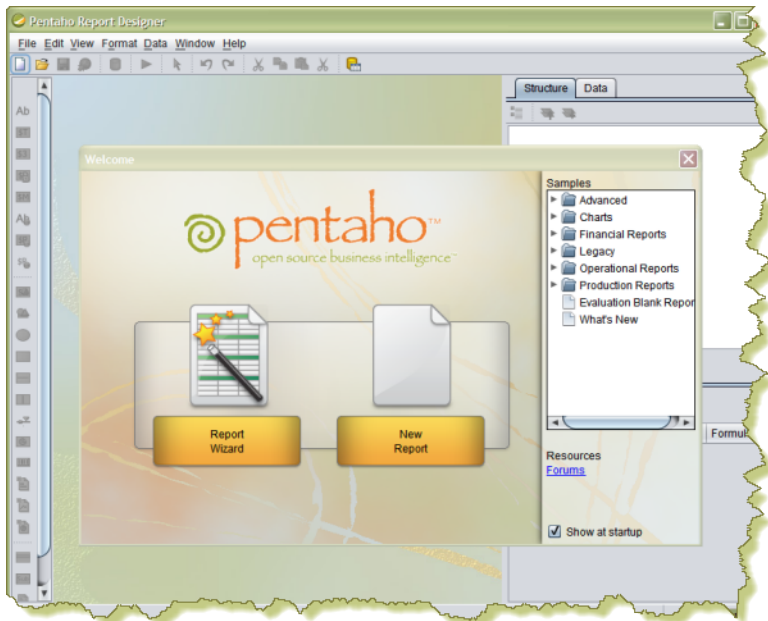 Pentaho Report Designer
File Edit View Format Data Window Help
Structure Data
Ab
Welcome
Samples
Advanced
Charts
Financial Reports
Legacy
Operational Reports
Production Reports
Evaluation Blank Repor
What's New
pentaho™
open source business intelligence™
Report
Wizard
New
Report
Formul
Resources
Forums
Show at startup